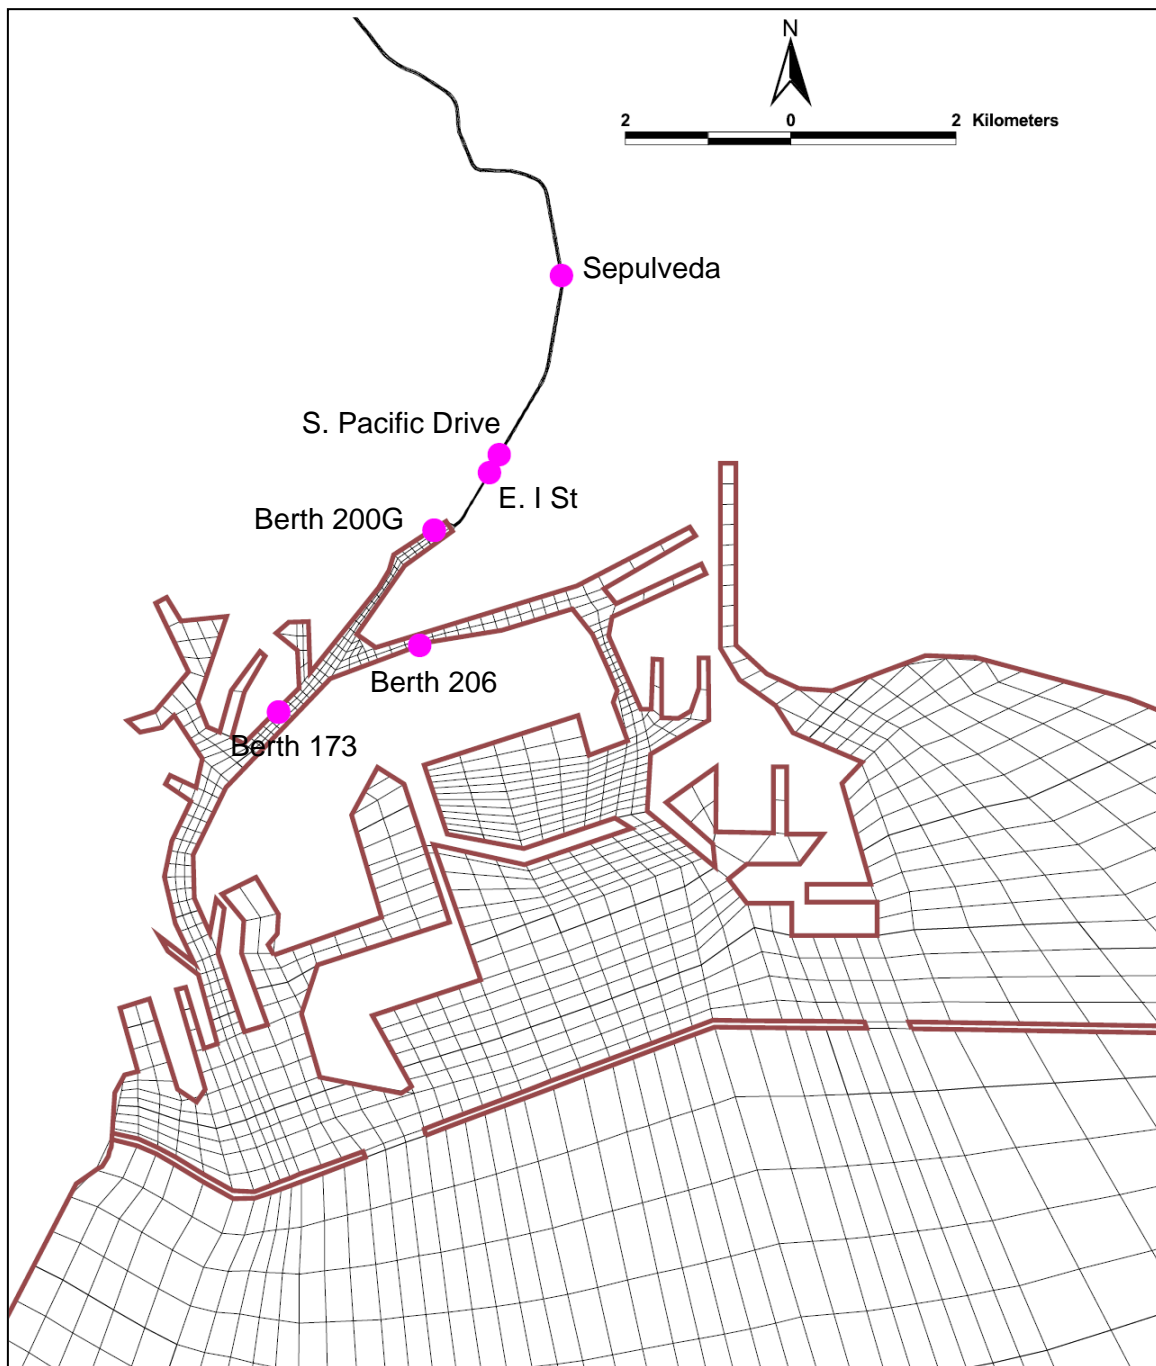 N
2 0 2 Kilometers
Sepulveda
S. Pacific Drive
E. I St
Berth 200G
Berth 206
Berth 173